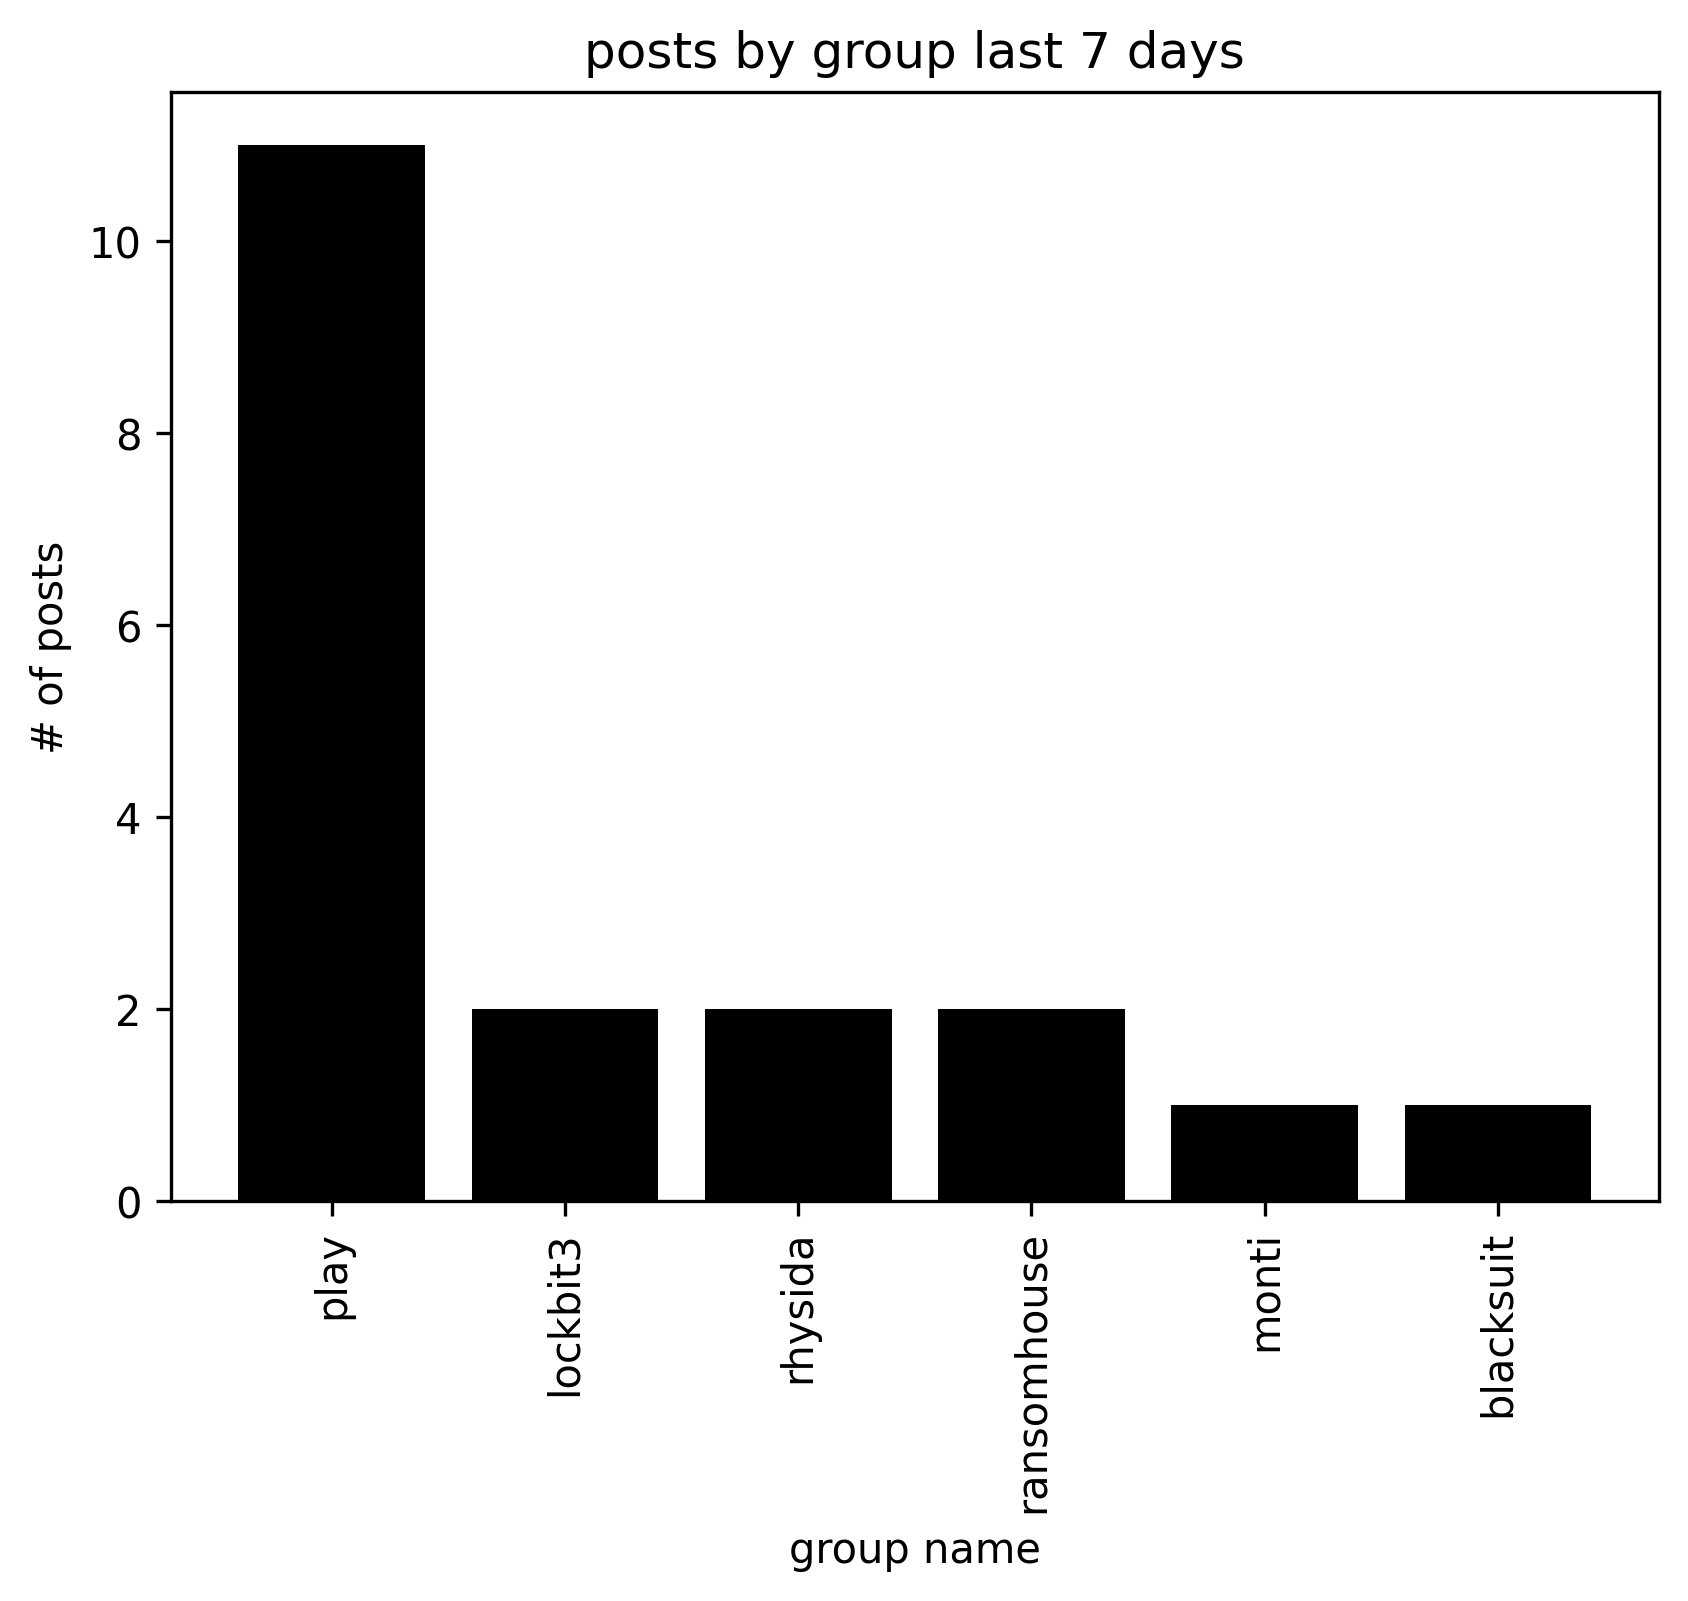 posts by group last 7 days
# of posts
10
8
6
4
2
0
play
lockbit3
rhysida
ransomhouse
monti
blacksuit
group name